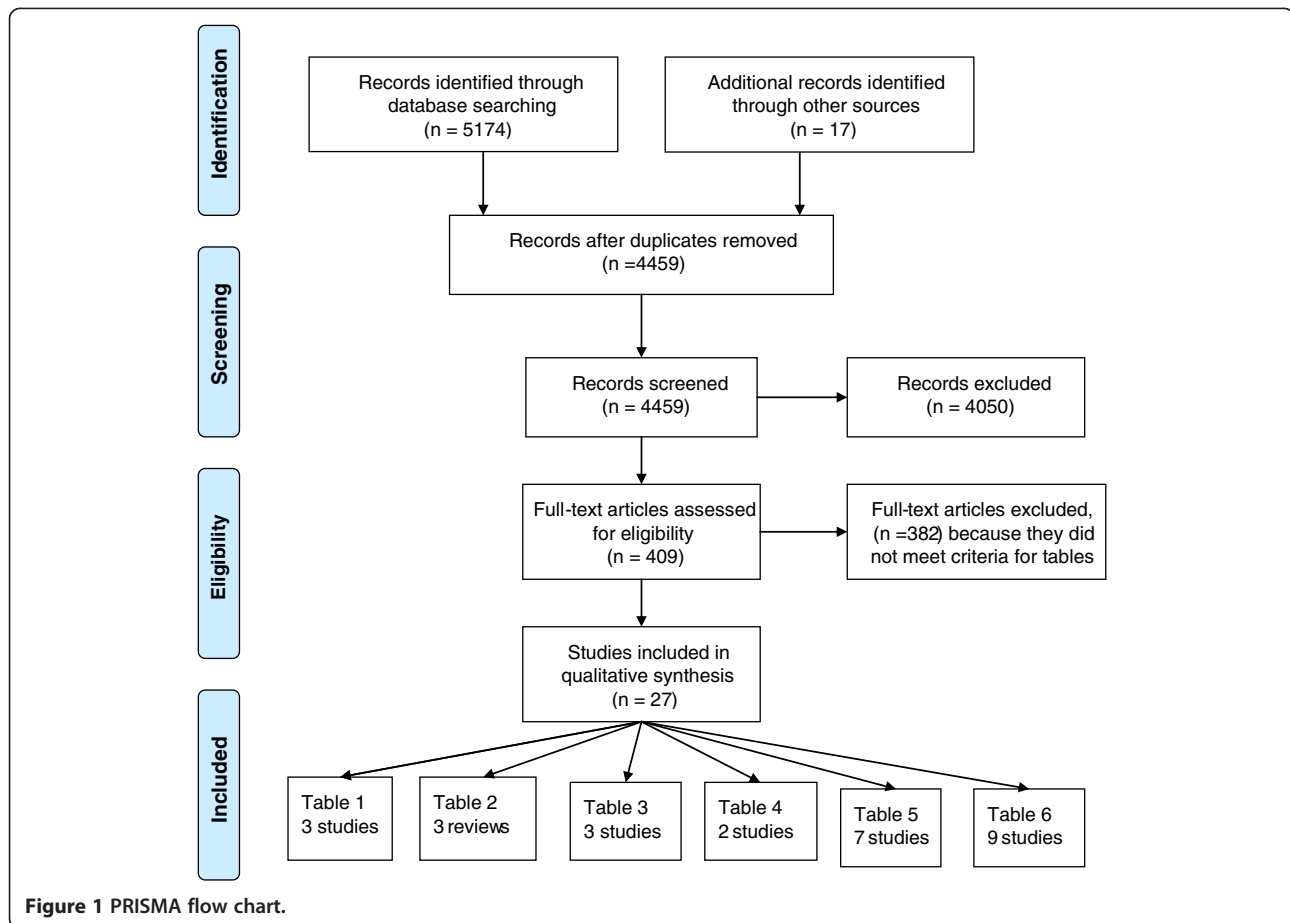 Identification
Records identified through
database searching
(n = 5174)
Additional records identified
through other sources
(n = 17)
Records after duplicates removed
(n =4459)
Screening
Records screened
(n = 4459)
Records excluded
(n = 4050)
Eligibility
Full-text articles assessed
for eligibility
(n = 409)
Full-text articles excluded,
(n =382) because they did
not meet criteria for tables
Studies included in
qualitative synthesis
(n = 27)
Included
Table 1
3 studies
Table 2
3 reviews
Table 3
3 studies
Table 4
2 studies
Table 5
7 studies
Table 6
9 studies
Figure 1 PRISMA flow chart.